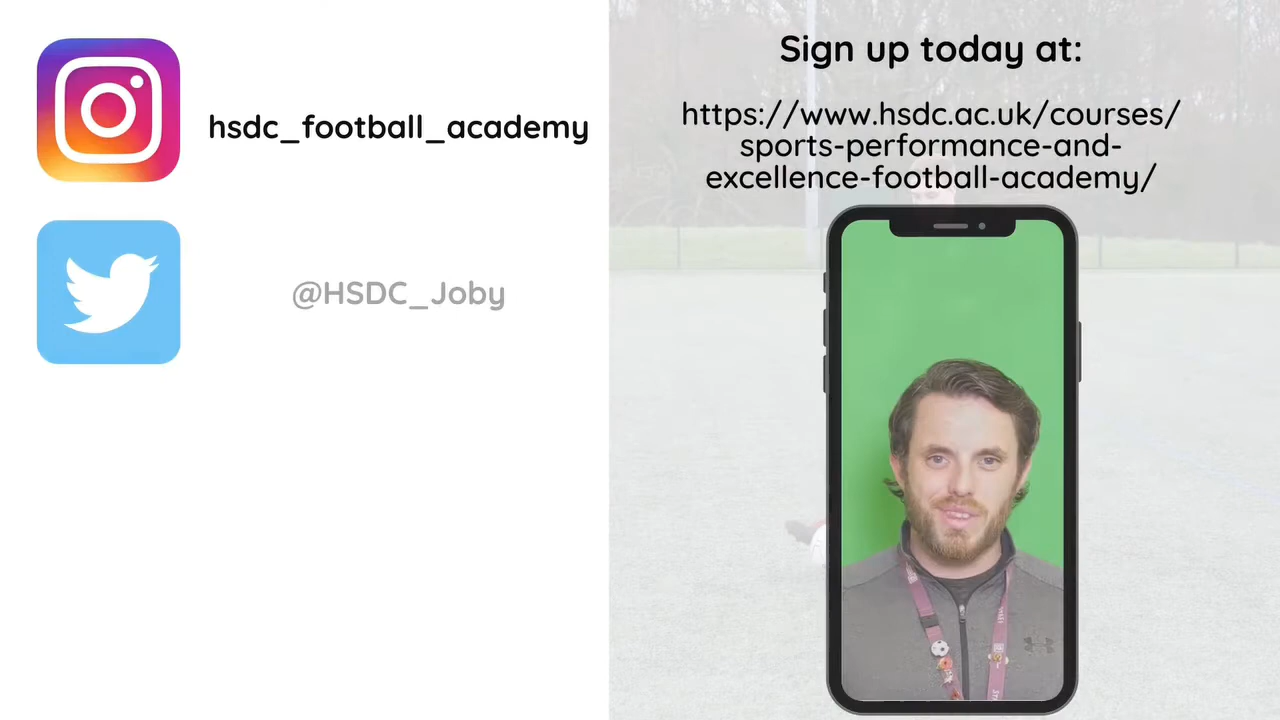 hsdc_football_academy
@HSDC_Joby
Sign up today at:
https://www.hsdc.ac.uk/courses/
sports-performance-and-
excellence-football-academy/